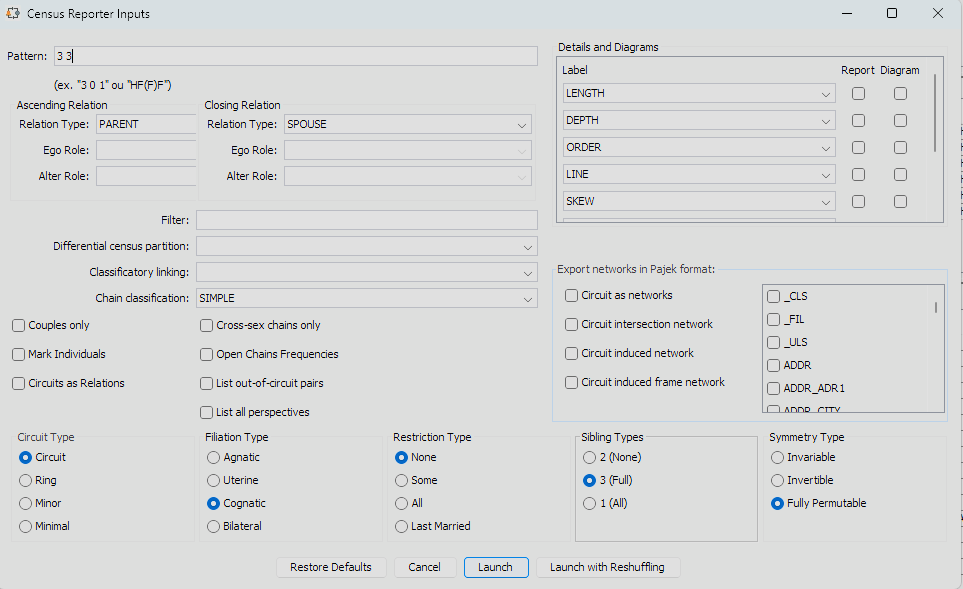 Census Reporter Inputs
Pattern: 3 3
(ex. "3 0 1" ou "HF(F)F")
Ascending Relation
Relation Type: PARENT
Ego Role:
Alter Role:
Closing Relation
Relation Type: SPOUSE
Ego Role:
Alter Role:
Filter:
Differential census partition:
Classificatory linking:
Chain classification: SIMPLE
Couples only
Cross-sex chains only
Mark Individuals
Open Chains Frequencies
Circuits as Relations
List out-of-circuit pairs
List all perspectives
Details and Diagrams
Label Report Diagram
LENGTH
DEPTH
ORDER
LINE
SKEW
Export networks in Pajek format:
Circuit as networks
Circuit intersection network
Circuit induced network
Circuit induced frame network
_CLS
_FIL
_ULS
ADDR
ADDR_ADR1
ADDR_CITY
Circuit Type
Circuit
Ring
Minor
Minimal
Filiation Type
Agnatic
Uterine
Cognatic
Bilateral
Restriction Type
None
Some
All
Last Married
Sibling Types
2 (None)
3 (Full)
1 (All)
Symmetry Type
Invariable
Invertible
Fully Permutable
Restore Defaults
Cancel
Launch
Launch with Reshuffling